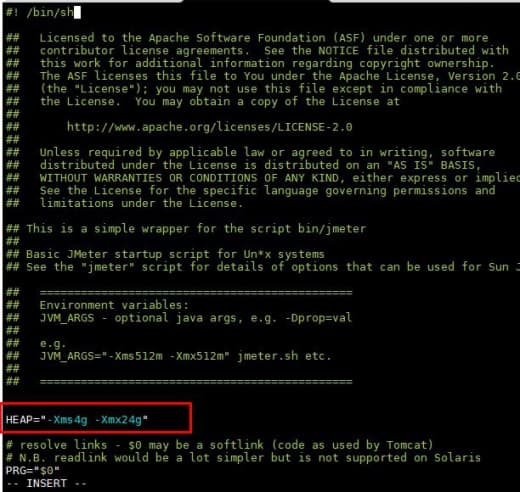 #! /bin/sh
##   Licensed to the Apache Software Foundation (ASF) under one or more
##   contributor license agreements.  See the NOTICE file distributed with
##   this work for additional information regarding copyright ownership.
##   The ASF licenses this file to You under the Apache License, Version 2.0
##   (the "License"); you may not use this file except in compliance with
##   the License.  You may obtain a copy of the License at
##
##       http://www.apache.org/licenses/LICENSE-2.0
##
##   Unless required by applicable law or agreed to in writing, software
##   distributed under the License is distributed on an "AS IS" BASIS,
##   WITHOUT WARRANTIES OR CONDITIONS OF ANY KIND, either express or implied
##   See the License for the specific language governing permissions and
##   limitations under the License.
## This is a simple wrapper for the script bin/jmeter
##
## Basic JMeter startup script for Un*x systems
## See the "jmeter" script for details of options that can be used for Sun J
##   ==============================================
##   Environment variables:
##   JVM_ARGS - optional java args, e.g. -Dprop=val
##
##   e.g.
##   JVM_ARGS="-Xms512m -Xmx512m" jmeter.sh etc.
##
##   ==============================================
HEAP="-Xms4g -Xmx24g"
# resolve links - $0 may be a softlink (code as used by Tomcat)
# N.B. readlink would be a lot simpler but is not supported on Solaris
PRG="$0"
-- INSERT --